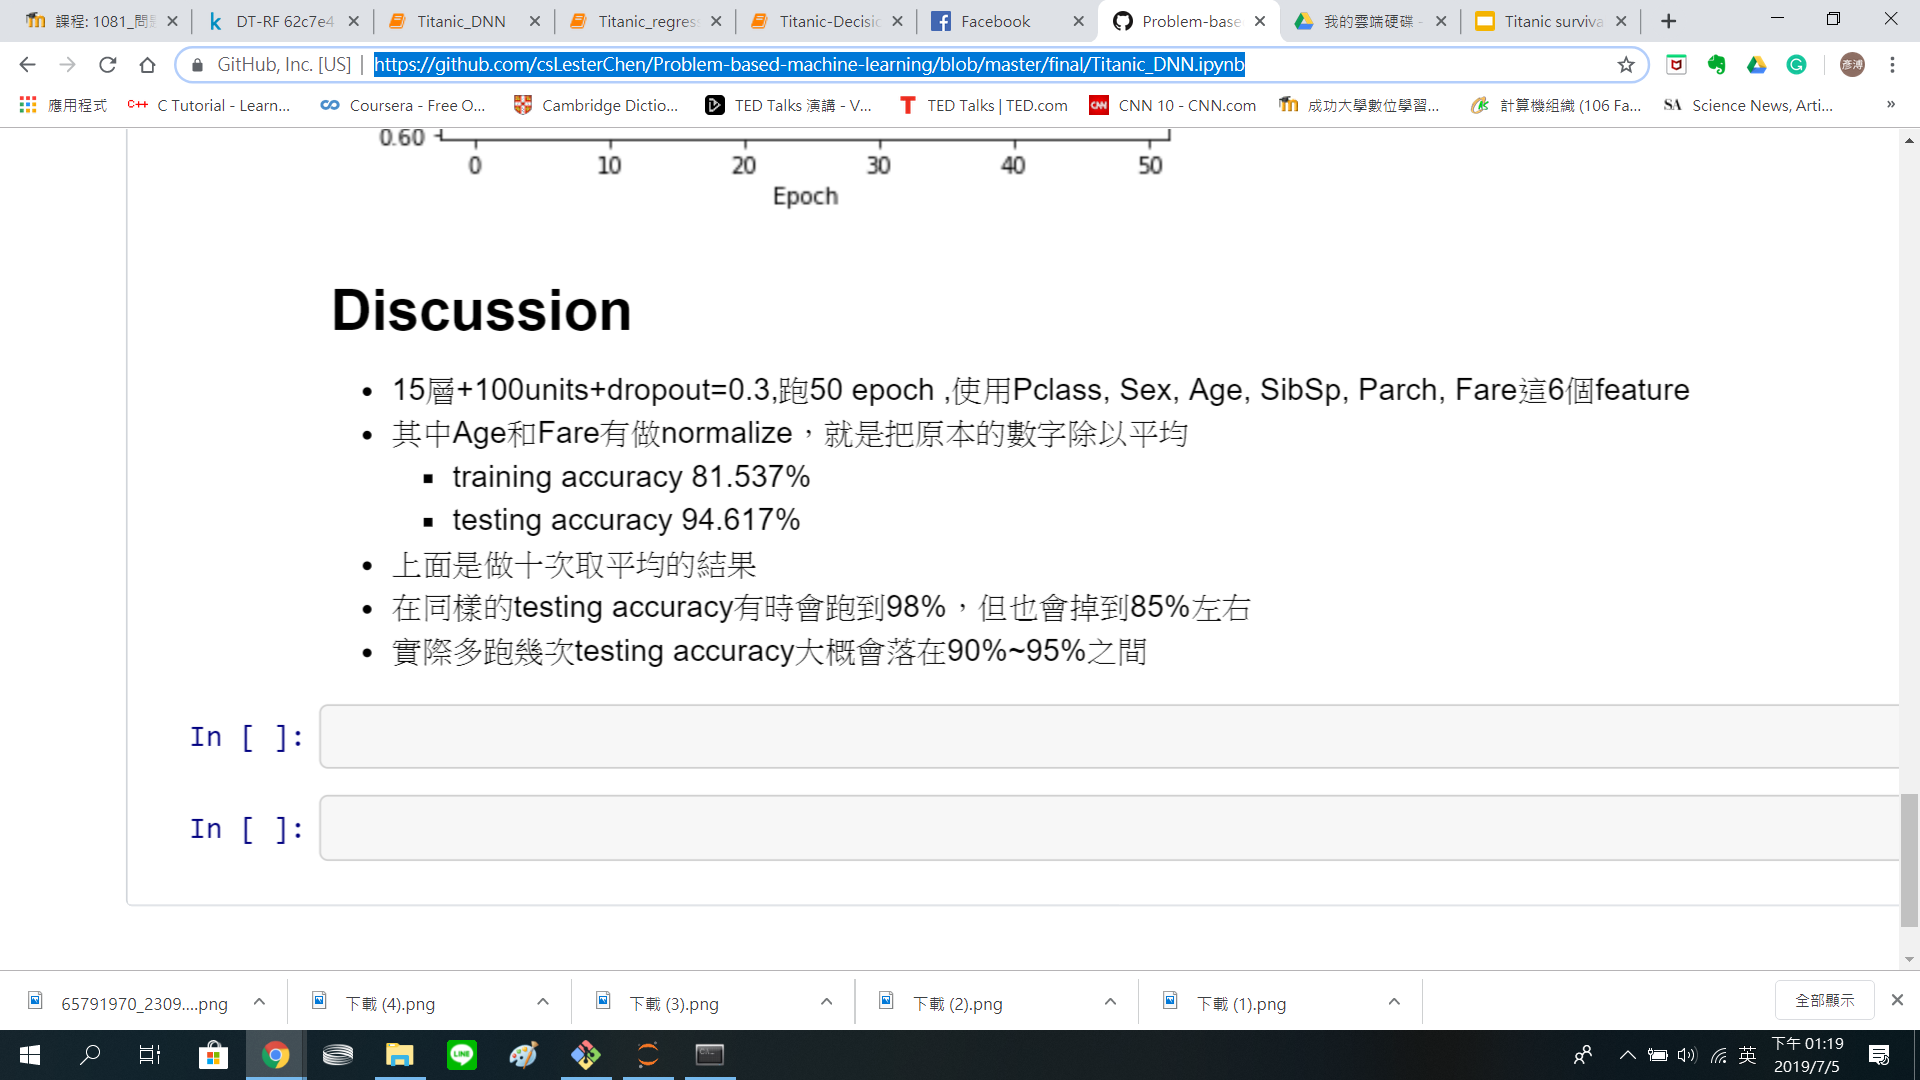 課程: 1081_問
DT-RF 62c7e4
Titanic_DNN
Titanic_regres
Titanic-Decisio
Facebook
Problem-base
我的雲端硬碟 -
Titanic surviva
GitHub, Inc. [US] | https://github.com/csLesterChen/Problem-based-machine-learning/blob/master/final/Titanic_DNN.ipynb
彥溥
應用程式
C++ C Tutorial - Learn...
Coursera - Free O...
Cambridge Dictio...
TED Talks 演講 - V...
T TED Talks | TED.com
CNN CNN 10 - CNN.com
成功大學數位學習...
計算機組織 (106 Fa...
SA Science News, Arti...
»
0.60
0 10 20 30 40 50
Epoch
Discussion
15層+100units+dropout=0.3,跑50 epoch ,使用Pclass, Sex, Age, SibSp, Parch, Fare這6個feature
其中Age和Fare有做normalize，就是把原本的數字除以平均
training accuracy 81.537%
testing accuracy 94.617%
上面是做十次取平均的結果
在同樣的testing accuracy有時會跑到98%，但也會掉到85%左右
實際多跑幾次testing accuracy大概會落在90%~95%之間
In [ ]:
In [ ]:
65791970_2309....png
下載 (4).png
下載 (3).png
下載 (2).png
下載 (1).png
全部顯示
LINE
英
下午 01:19
2019/7/5